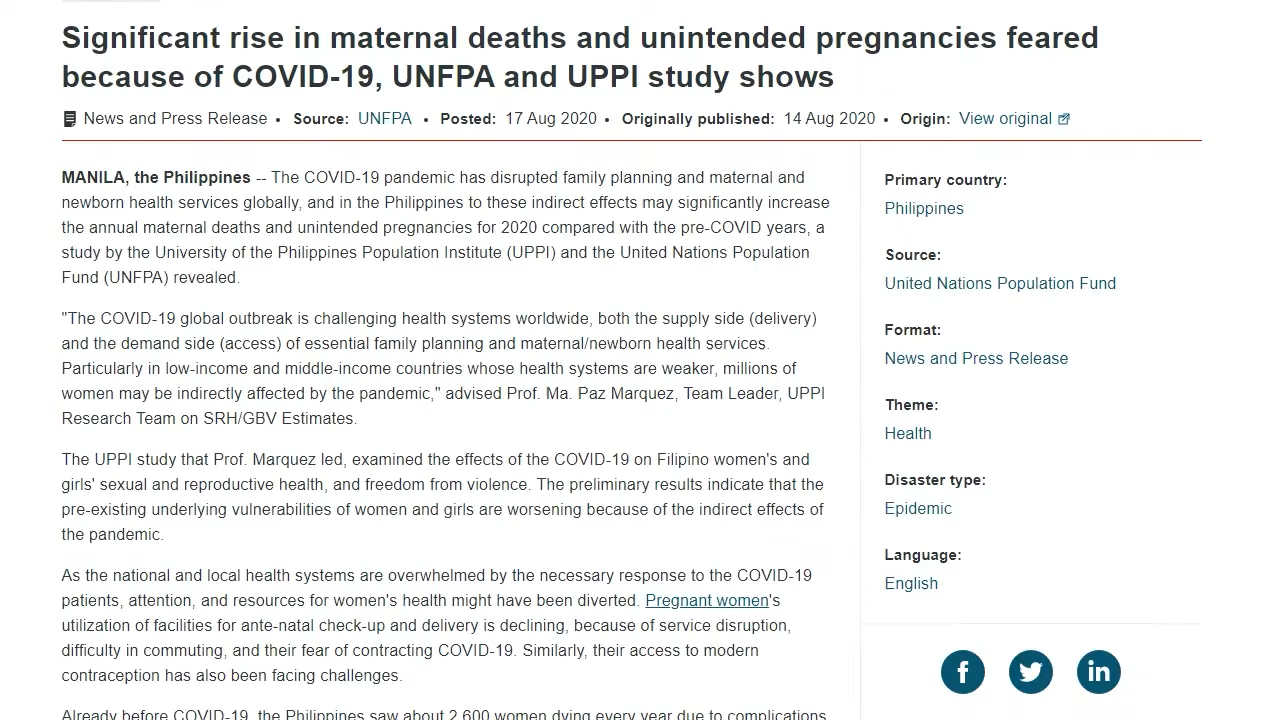 Significant rise in maternal deaths and unintended pregnancies feared
because of COVID-19, UNFPA and UPPI study shows
News and Press Release • Source: UNFPA • Posted: 17 Aug 2020 • Originally published: 14 Aug 2020 • Origin: View original
MANILA, the Philippines -- The COVID-19 pandemic has disrupted family planning and maternal and
newborn health services globally, and in the Philippines to these indirect effects may significantly increase
the annual maternal deaths and unintended pregnancies for 2020 compared with the pre-COVID years, a
study by the University of the Philippines Population Institute (UPPI) and the United Nations Population
Fund (UNFPA) revealed.
"The COVID-19 global outbreak is challenging health systems worldwide, both the supply side (delivery)
and the demand side (access) of essential family planning and maternal/newborn health services.
Particularly in low-income and middle-income countries whose health systems are weaker, millions of
women may be indirectly affected by the pandemic," advised Prof. Ma. Paz Marquez, Team Leader, UPPI
Research Team on SRH/GBV Estimates.
The UPPI study that Prof. Marquez led, examined the effects of the COVID-19 on Filipino women's and
girls' sexual and reproductive health, and freedom from violence. The preliminary results indicate that the
pre-existing underlying vulnerabilities of women and girls are worsening because of the indirect effects of
the pandemic.
As the national and local health systems are overwhelmed by the necessary response to the COVID-19
patients, attention, and resources for women's health might have been diverted. Pregnant women's
utilization of facilities for ante-natal check-up and delivery is declining, because of service disruption,
difficulty in commuting, and their fear of contracting COVID-19. Similarly, their access to modern
contraception has also been facing challenges.
Already before COVID-19, the Philippines saw about 2,600 women dying every year due to complications
Primary country:
Philippines
Source:
United Nations Population Fund
Format:
News and Press Release
Theme:
Health
Disaster type:
Epidemic
Language:
English
f
in